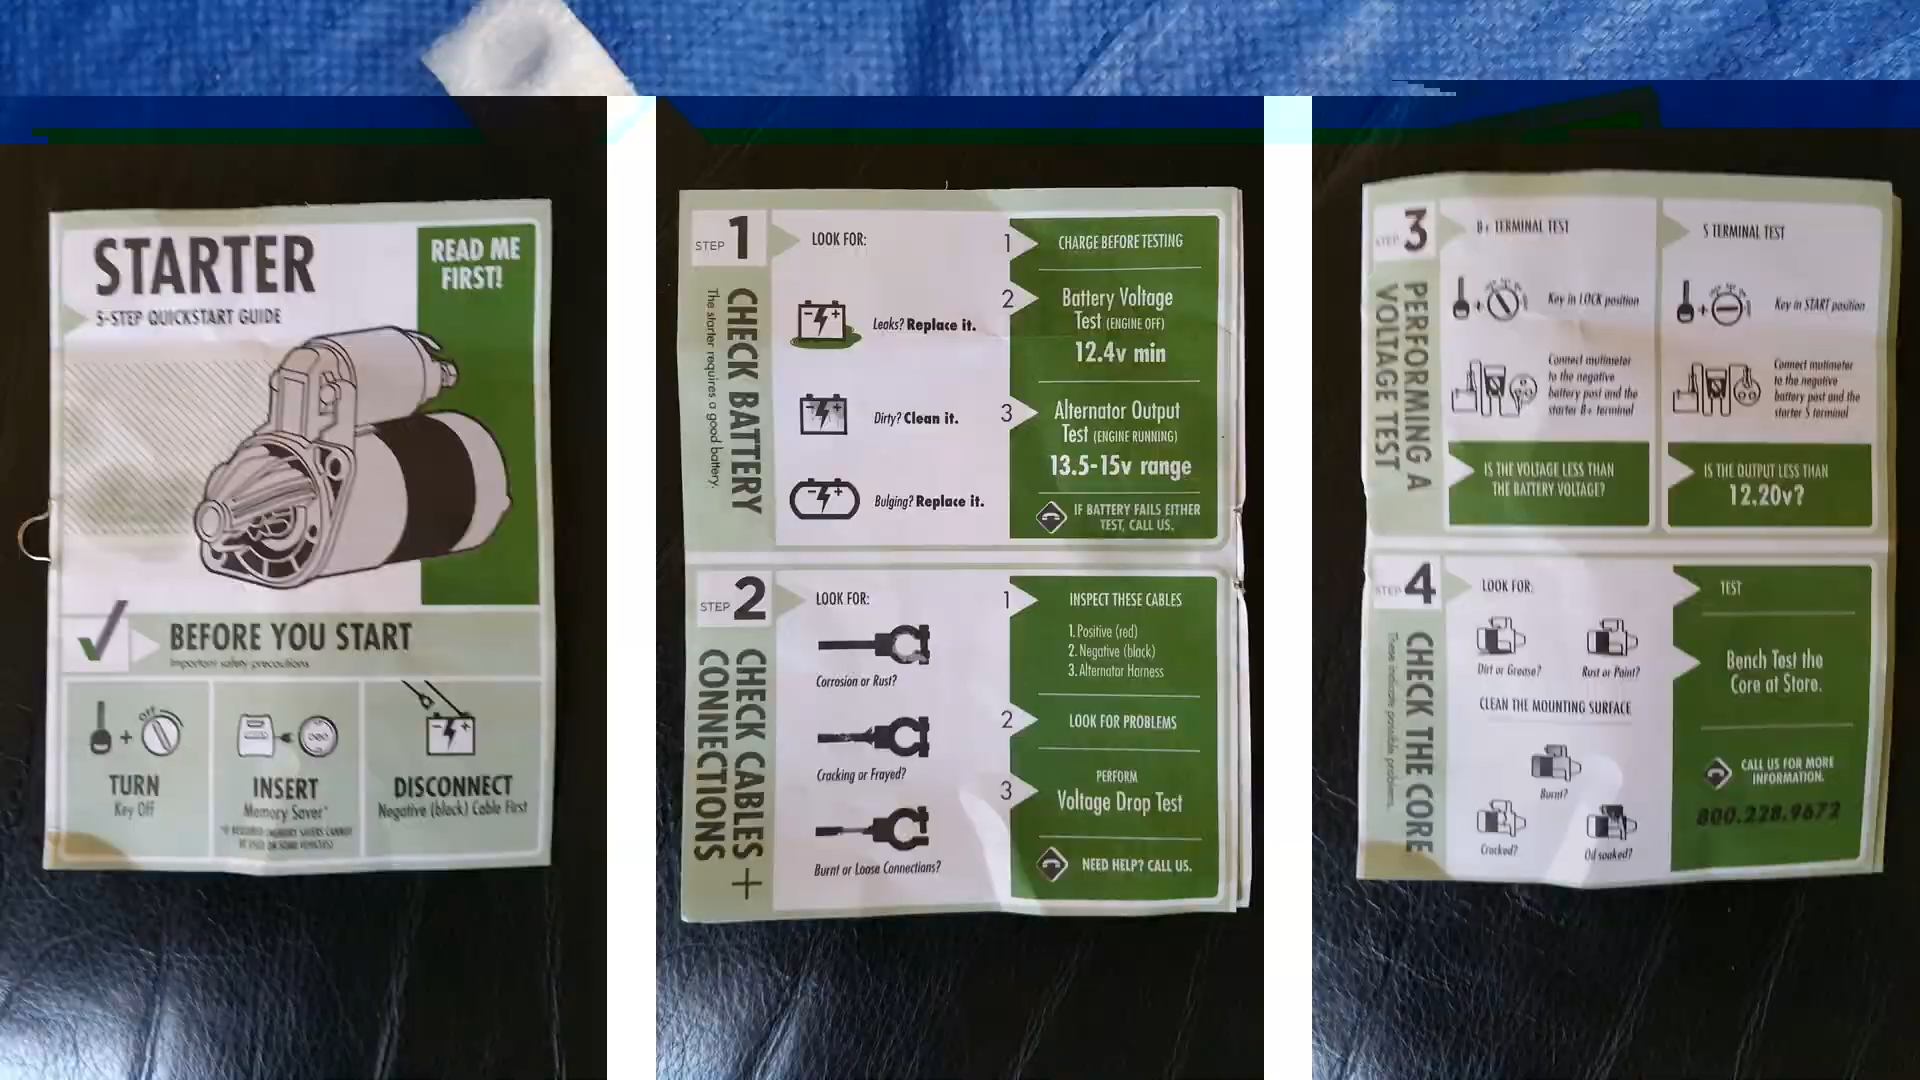 STARTER
5-STEP QUICKSTART GUIDE
READ ME
FIRST!
BEFORE YOU START
Important safety precautions
OFF
TURN
Key Off
INSERT
Memory Saver*
DISCONNECT
Negative (black) Cable First
STEP 1
CHECK BATTERY
The starter requires a good battery.
LOOK FOR:
Leaks? Replace it.
Dirty? Clean it.
Bulging? Replace it.
1 CHARGE BEFORE TESTING
2 Battery Voltage
Test (ENGINE OFF)
12.4v min
3 Alternator Output
Test (ENGINE RUNNING)
13.5-15v range
IF BATTERY FAILS EITHER
TEST, CALL US.
STEP 2
CHECK CABLES +
CONNECTIONS
LOOK FOR:
Corrosion or Rust?
Cracking or Frayed?
Burnt or Loose Connections?
1 INSPECT THESE CABLES
1. Positive (red)
2. Negative (black)
3. Alternator Harness
2 LOOK FOR PROBLEMS
3 PERFORM
Voltage Drop Test
NEED HELP? CALL US.
STEP 3
PERFORMING A
VOLTAGE TEST
B+ TERMINAL TEST
Key in LOCK position
Connect mutimeter
to the negative
battery post and the
starter B+ terminal
IS THE VOLTAGE LESS THAN
THE BATTERY VOLTAGE?
S TERMINAL TEST
Key in START position
Connect mutimeter
to the negative
battery post and the
starter S terminal
IS THE OUTPUT LESS THAN
12.20v?
STEP 4
CHECK THE CORE
These indicate possible problems.
LOOK FOR:
Dirt or Grease?
Rust or Paint?
CLEAN THE MOUNTING SURFACE
Burnt?
Cracked?
Oil soaked?
TEST
Bench Test the
Core at Store.
CALL US FOR MORE
INFORMATION.
800.228.9672